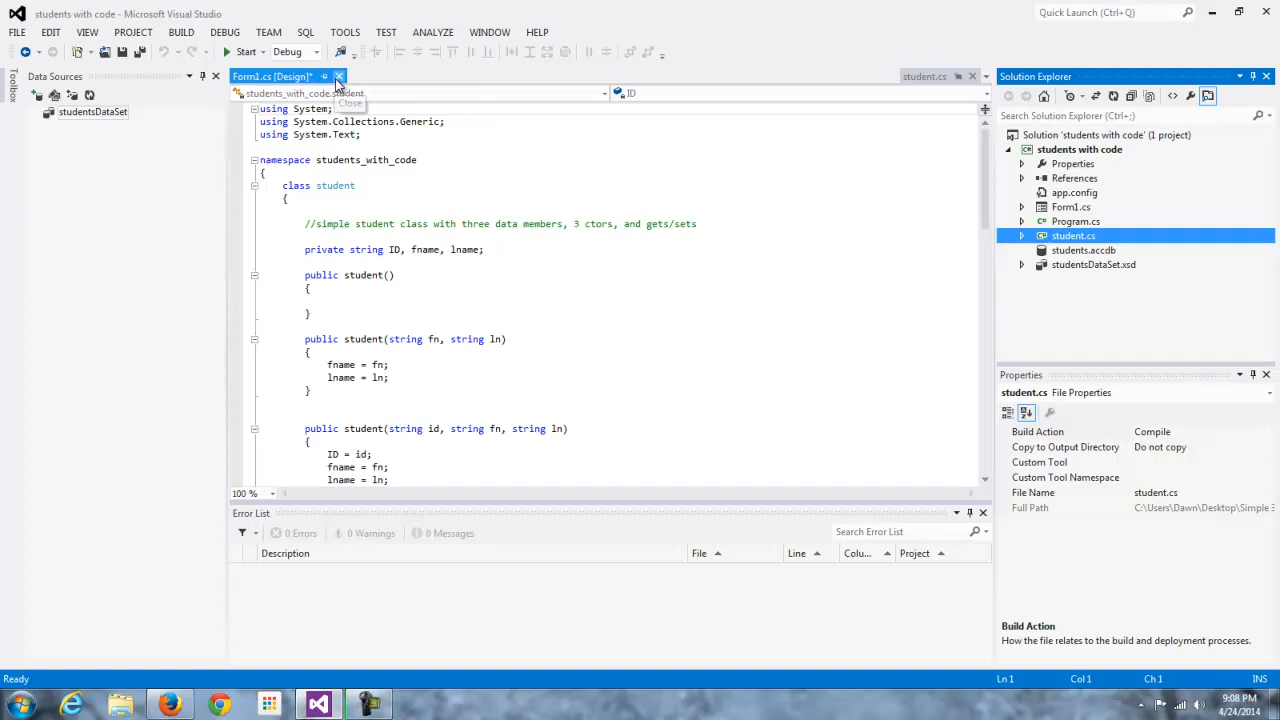 students with code - Microsoft Visual Studio
Quick Launch (Ctrl+Q)
FILE EDIT VIEW PROJECT BUILD DEBUG TEAM SQL TOOLS TEST ANALYZE WINDOW HELP
Start Debug
Toolbox
Data Sources
studentsDataSet
Form1.cs [Design]*
student.cs
students_with_code.student
ID
Close
using System;
using System.Collections.Generic;
using System.Text;
namespace students_with_code
{
class student
{
//simple student class with three data members, 3 ctors, and gets/sets
private string ID, fname, lname;
public student()
{
}
public student(string fn, string ln)
{
fname = fn;
lname = ln;
}
public student(string id, string fn, string ln)
{
ID = id;
fname = fn;
lname = ln;
100 %
Error List
0 Errors 0 Warnings 0 Messages
Search Error List
Description File Line Colu... Project
Solution Explorer
Search Solution Explorer (Ctrl+;)
Solution 'students with code' (1 project)
students with code
Properties
References
app.config
Form1.cs
Program.cs
student.cs
students.accdb
studentsDataSet.xsd
Properties
student.cs File Properties
Build Action Compile
Copy to Output Directory Do not copy
Custom Tool
Custom Tool Namespace
File Name student.cs
Full Path C:\Users\Dawn\Desktop\Simple 3
Build Action
How the file relates to the build and deployment processes.
Ready
Ln 1 Col 1 Ch 1 INS
9:08 PM
4/24/2014